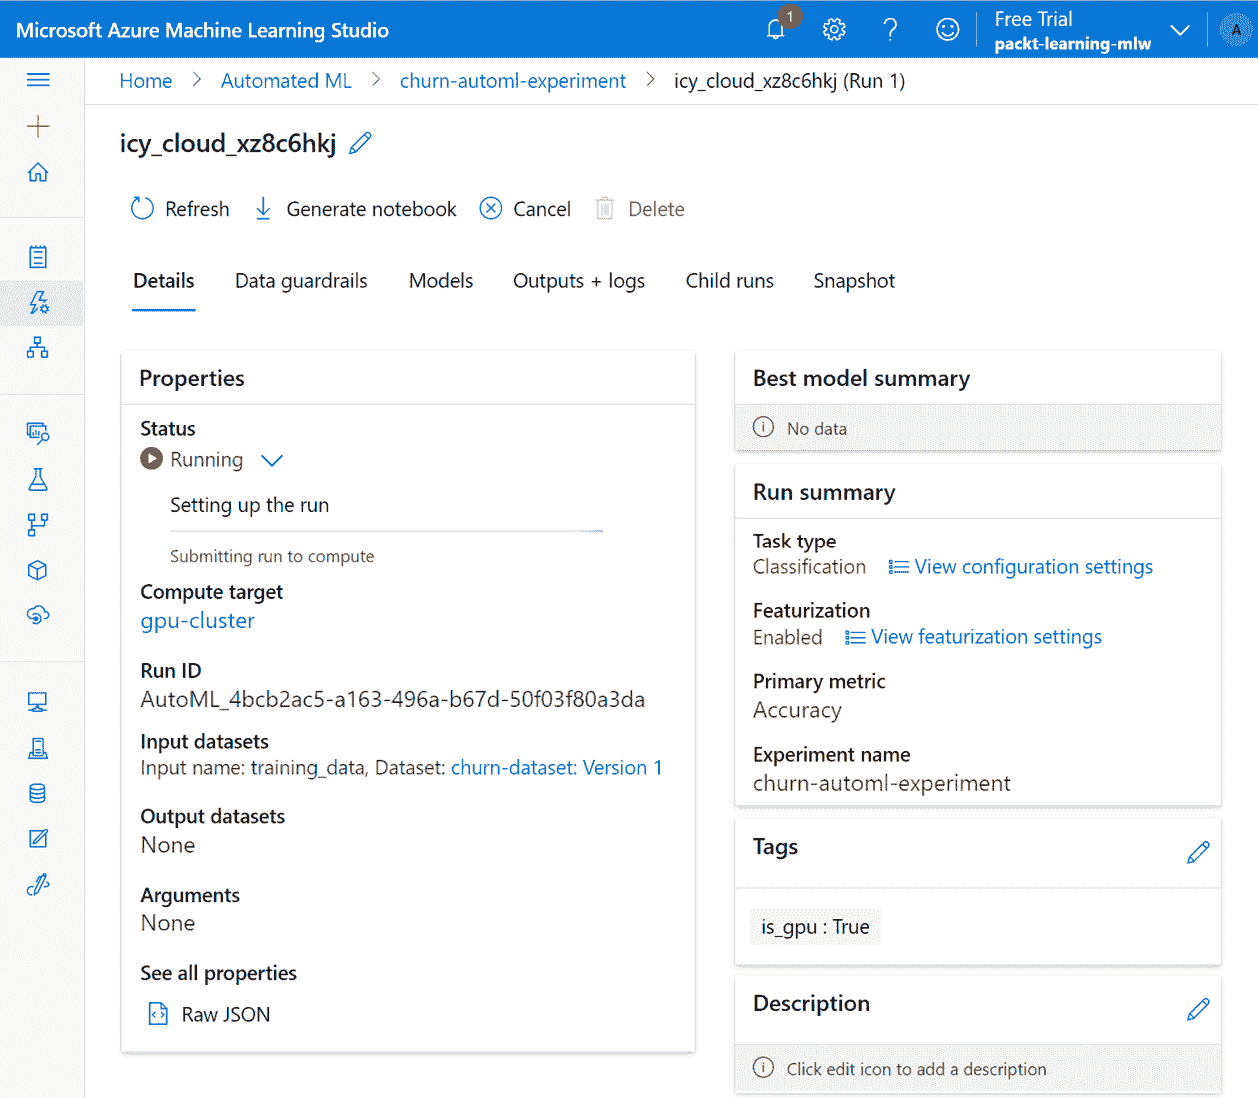 Microsoft Azure Machine Learning Studio
1
Free Trial
packt-learning-mlw
A
Home > Automated ML > churn-automl-experiment > icy_cloud_xz8c6hkj (Run 1)
icy_cloud_xz8c6hkj
Refresh Generate notebook Cancel Delete
Details Data guardrails Models Outputs + logs Child runs Snapshot
Properties
Status
Running
Setting up the run
Submitting run to compute
Compute target
gpu-cluster
Run ID
AutoML_4bcb2ac5-a163-496a-b67d-50f03f80a3da
Input datasets
Input name: training_data, Dataset: churn-dataset: Version 1
Output datasets
None
Arguments
None
See all properties
Raw JSON
Best model summary
No data
Run summary
Task type
Classification View configuration settings
Featurization
Enabled View featurization settings
Primary metric
Accuracy
Experiment name
churn-automl-experiment
Tags
is_gpu : True
Description
Click edit icon to add a description